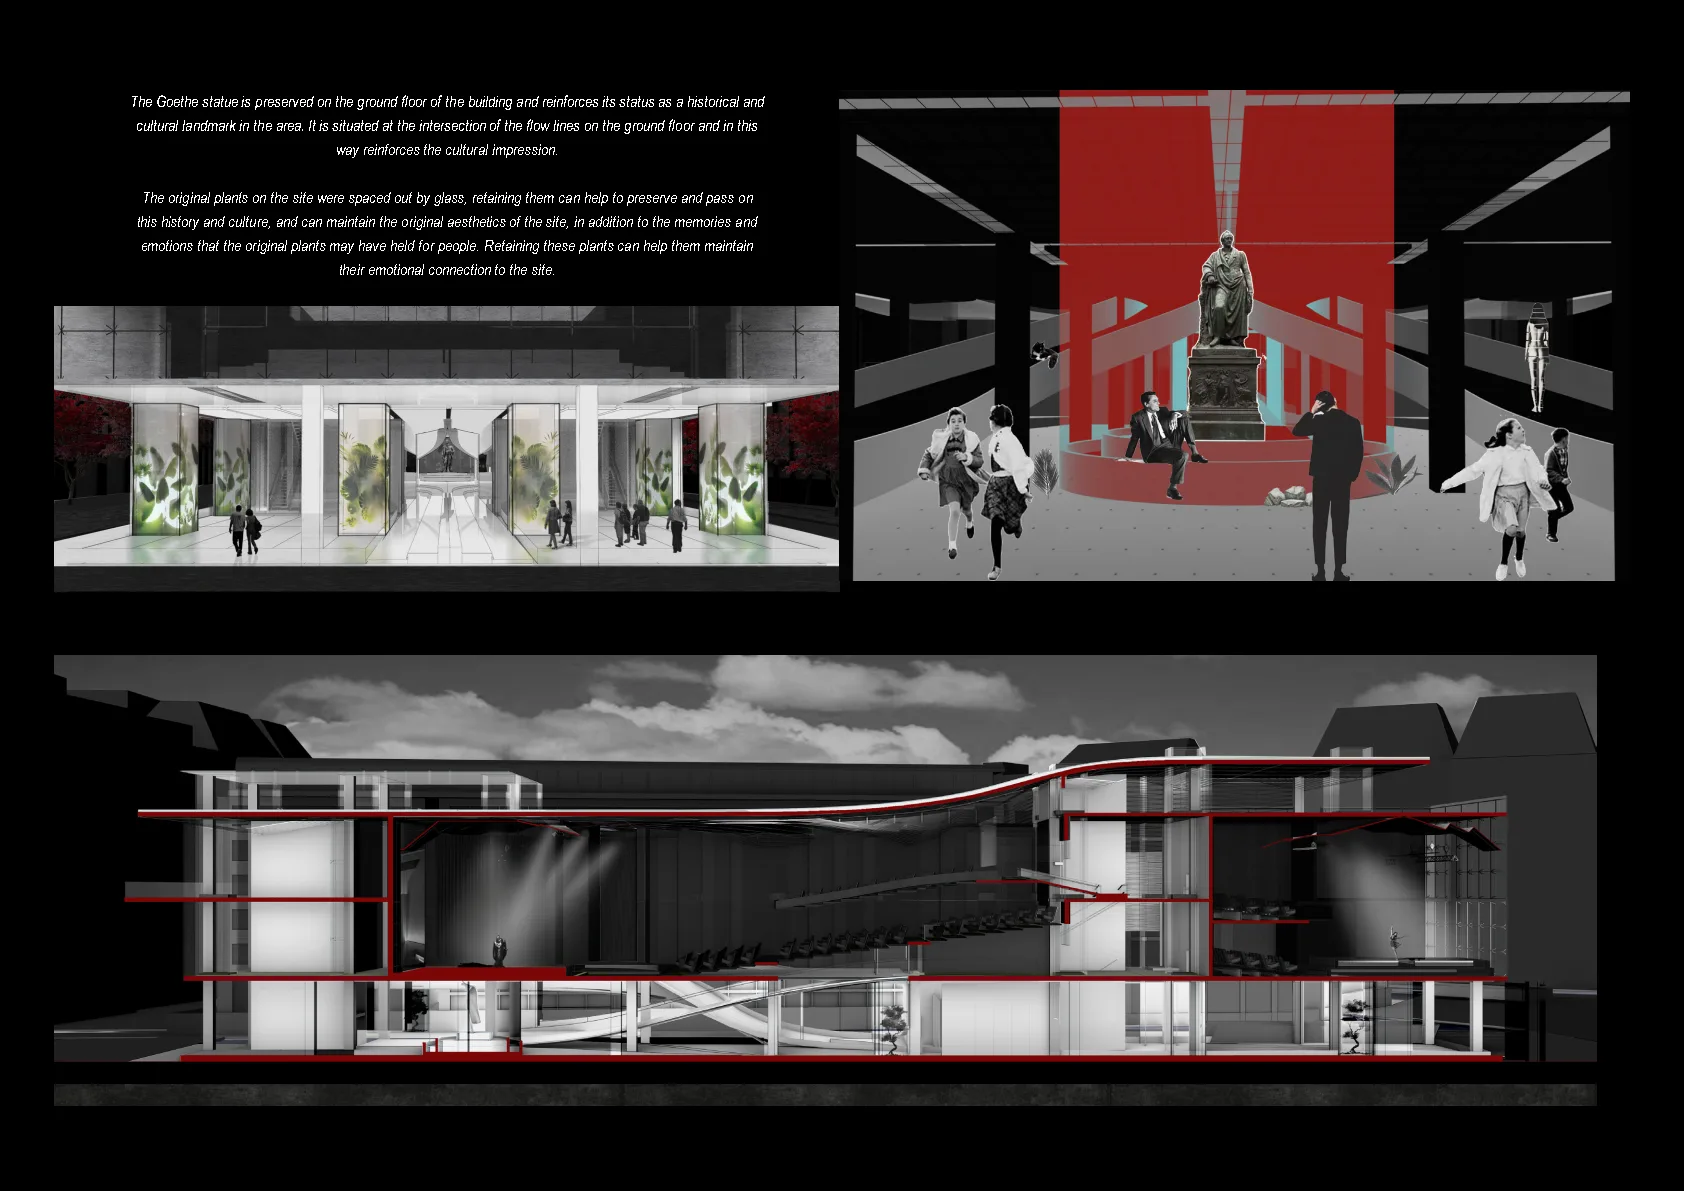 The Goethe statue is preserved on the ground floor of the building and reinforces its status as a historical and
cultural landmark in the area. It is situated at the intersection of the flow lines on the ground floor and in this
way reinforces the cultural impression.
The original plants on the site were spaced out by glass, retaining them can help to preserve and pass on
this history and culture, and can maintain the original aesthetics of the site, in addition to the memories and
emotions that the original plants may have held for people. Retaining these plants can help them maintain
their emotional connection to the site.